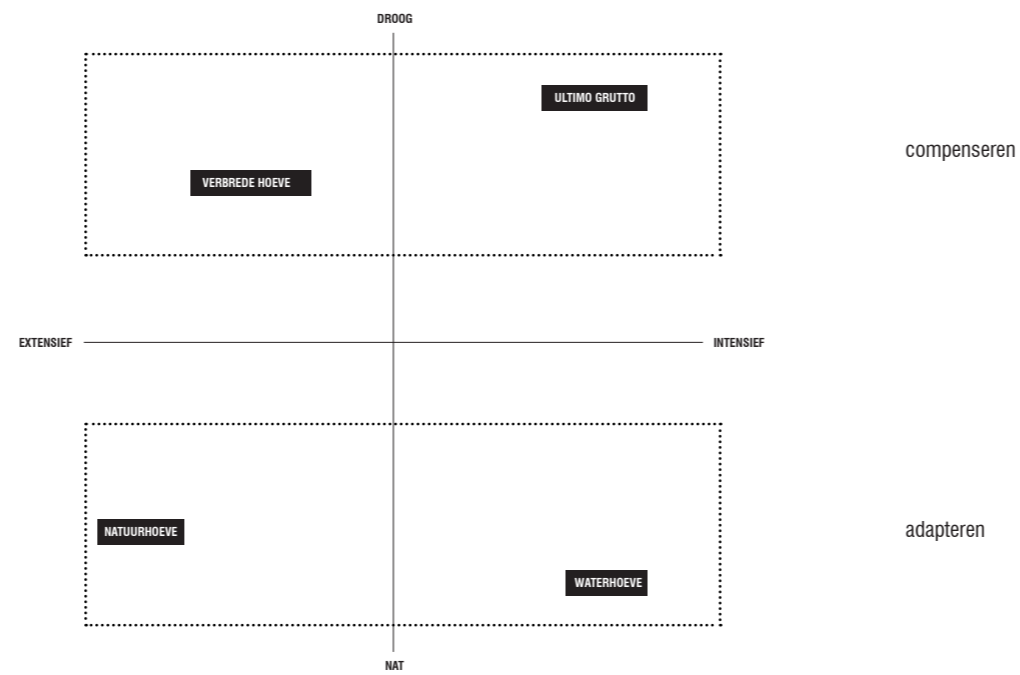 DROOG
ULTIMO GRUTTO
compenseren
VERBREDE HOEVE
EXTENSIEF
INTENSIEF
NATUURHOEVE
adapteren
WATERHOEVE
NAT